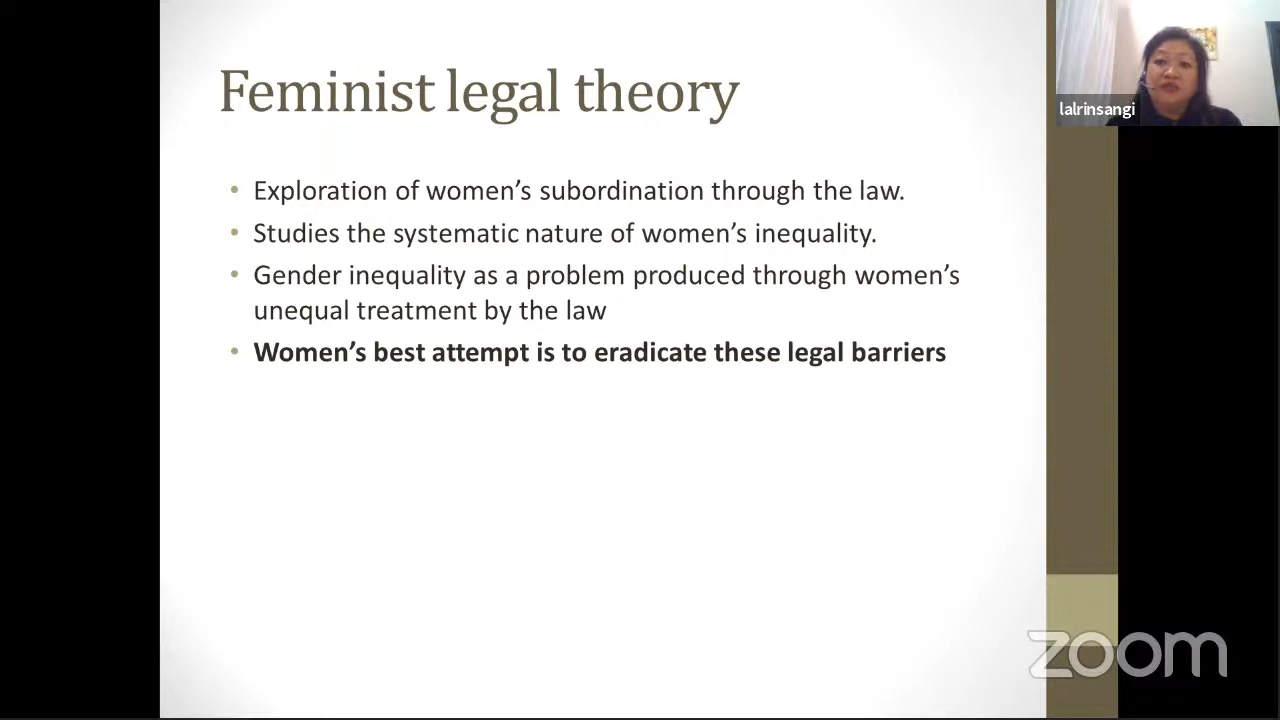 Feminist legal theory
lalrinsangi
• Exploration of women’s subordination through the law.
• Studies the systematic nature of women’s inequality.
• Gender inequality as a problem produced through women’s
unequal treatment by the law
• Women’s best attempt is to eradicate these legal barriers
zoom